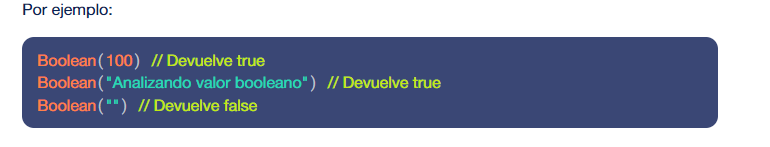 Por ejemplo:
Boolean(100) // Devuelve true
Boolean("Analizando valor booleano") // Devuelve true
Boolean("") // Devuelve false